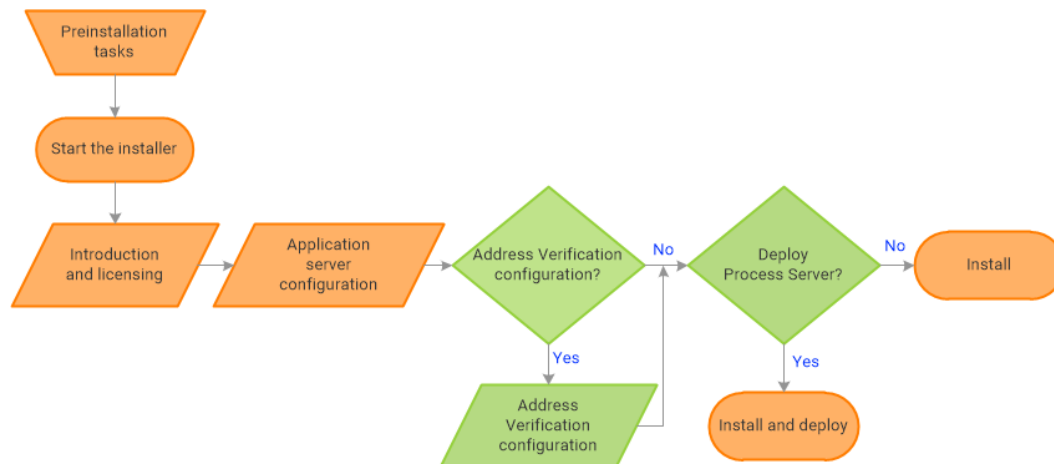 Preinstallation
tasks
Start the installer
Introduction
and licensing
Application
server
configuration
Address Verification
configuration?
No
Yes
Address
Verification
configuration
Deploy
Process Server?
No
Yes
Install
Install and deploy